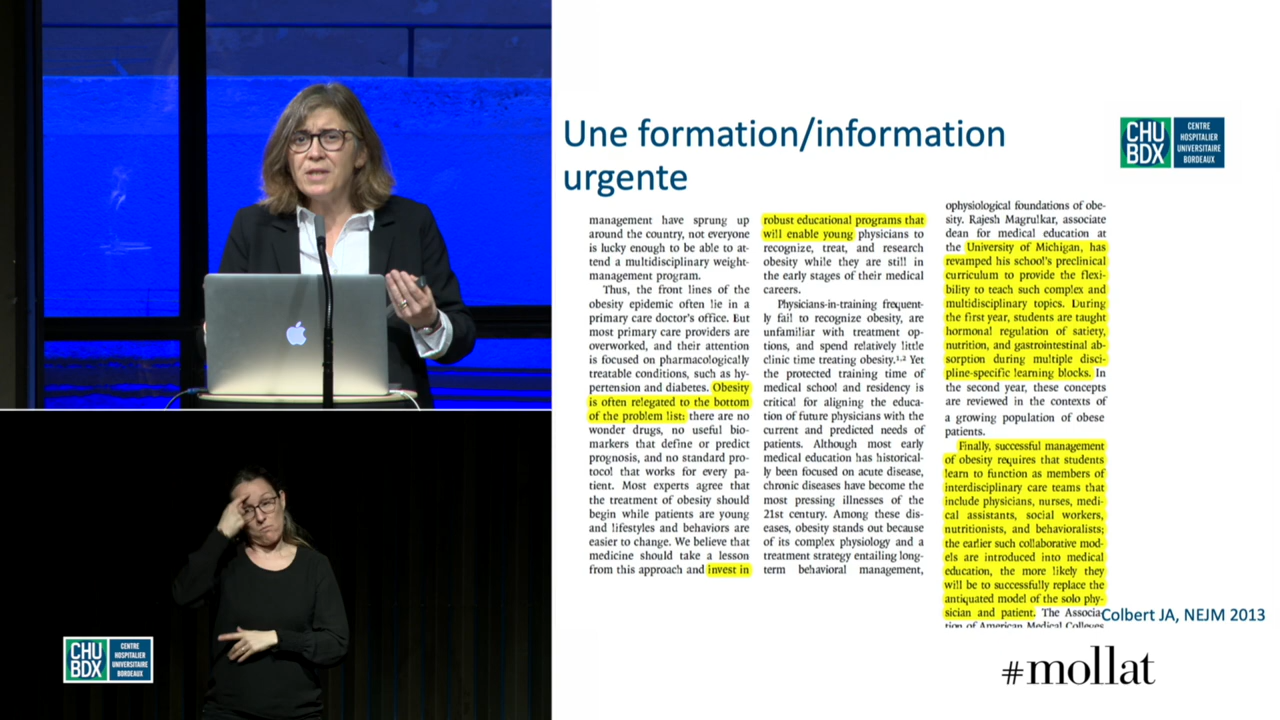 Une formation/information
urgente
CHU
BDX
CENTRE
HOSPITALIER
UNIVERSITAIRE
BORDEAUX
management have sprung up
around the country, not everyone
is lucky enough to be able to at-
tend a multidisciplinary weight-
management program.
Thus, the front lines of the
obesity epidemic often lie in a
primary care doctor's office. But
most primary care providers are
overworked, and their attention
is focused on pharmacologically
treatable conditions, such as hy-
pertension and diabetes. Obesity
is often relegated to the bottom
of the problem list: there are no
wonder drugs, no useful bio-
markers that define or predict
prognosis, and no standard pro-
tocol that works for every pa-
tient. Most experts agree that
the treatment of obesity should
begin while patients are young
and lifestyles and behaviors are
easier to change. We believe that
medicine should take a lesson
from this approach and invest in
robust educational programs that
will enable young physicians to
recognize, treat, and research
obesity while they are still in
the early stages of their medical
careers.
Physicians-in-training frequent-
ly fail to recognize obesity, are
unfamiliar with treatment op-
tions, and spend relatively little
clinic time treating obesity.1,2 Yet
the protected training time of
medical school and residency is
critical for aligning the educa-
tion of future physicians with the
current and predicted needs of
patients. Although most early
medical education has historical-
ly been focused on acute disease,
chronic diseases have become the
most pressing illnesses of the
21st century. Among these dis-
eases, obesity stands out because
of its complex physiology and a
treatment strategy entailing long-
term behavioral management,
ophysiological foundations of obe-
sity. Rajesh Magrulkar, associate
dean for medical education at
the University of Michigan, has
revamped his school's preclinical
curriculum to provide the flexi-
bility to teach such complex and
multidisciplinary topics. During
the first year, students are taught
hormonal regulation of satiety,
nutrition, and gastrointestinal ab-
sorption during multiple disci-
pline-specific learning blocks. In
the second year, these concepts
are reviewed in the contexts of
a growing population of obese
patients.
Finally, successful management
of obesity requires that students
learn to function as members of
interdisciplinary care teams that
include physicians, nurses, medi-
cal assistants, social workers,
nutritionists, and behavioralists;
the earlier such collaborative mod-
els are introduced into medical
education, the more likely they
will be to successfully replace the
antiquated model of the solo phy-
sician and patient. The Associa-
tion of American Medical Colleges
Colbert JA, NEJM 2013
#mollat
CHU
BDX
CENTRE
HOSPITALIER
UNIVERSITAIRE
BORDEAUX